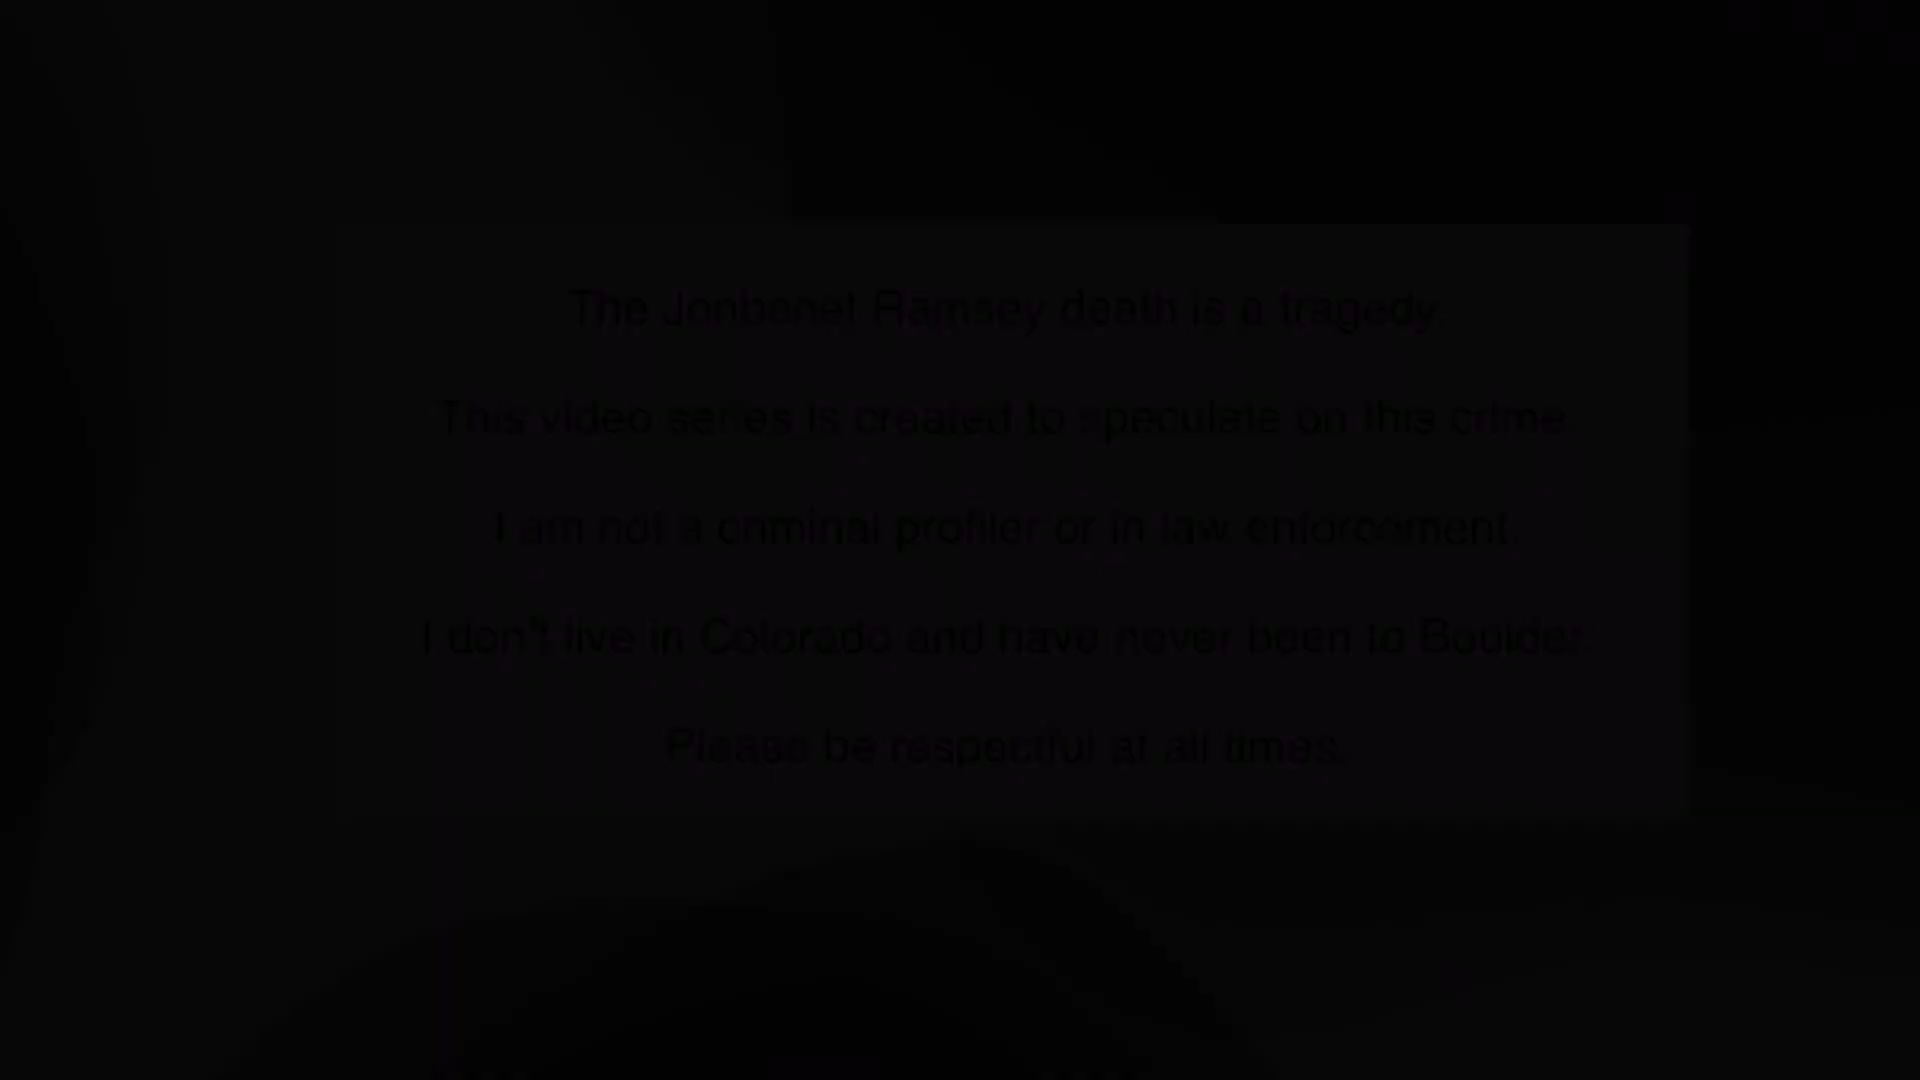 The Jonbenet Ramsey death is a tragedy.
This video series is created to speculate on this crime
I am not a criminal profiler or in law enforcement.
I don't live in Colorado and have never been to Boulder.
Please be respectful at all times.